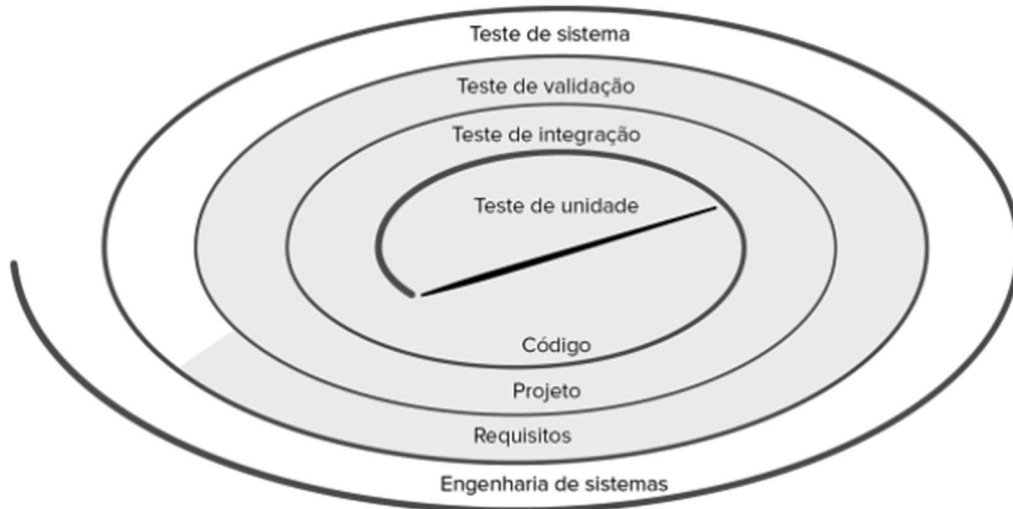 Teste de sistema
Teste de validação
Teste de integração
Teste de unidade
Código
Projeto
Requisitos
Engenharia de sistemas